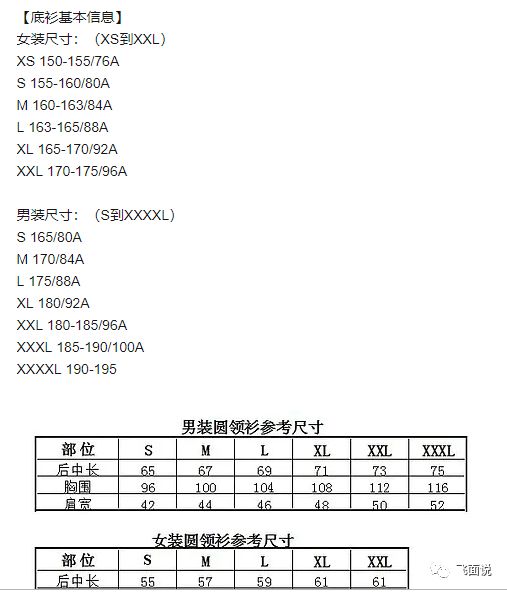 【底衫基本信息】
女装尺寸：（XS到XXL）
XS 150-155/76A
S 155-160/80A
M 160-163/84A
L 163-165/88A
XL 165-170/92A
XXL 170-175/96A
男装尺寸：（S到XXXXL）
S 165/80A
M 170/84A
L 175/88A
XL 180/92A
XXL 180-185/96A
XXXL 185-190/100A
XXXXL 190-195
男装圆领衫参考尺寸
部位 S M L XL XXL XXXL
后中长 65 67 69 71 73 75
胸围 96 100 104 108 112 116
肩宽 42 44 46 48 50 52
女装圆领衫参考尺寸
部位 S M L XL XXL
后中长 55 57 59 61 61
飞面说